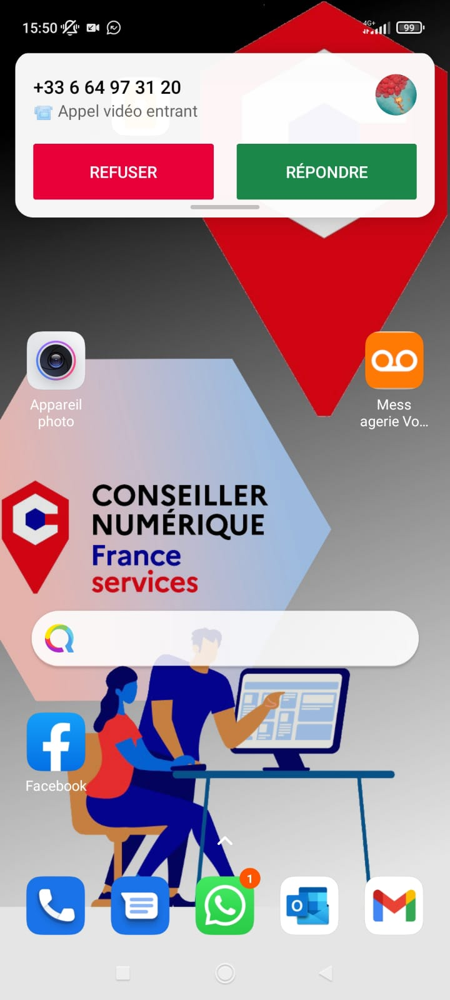 15:50
4G+
99
+33 6 64 97 31 20
Appel vidéo entrant
REFUSER
RÉPONDRE
Appareil
photo
Mess
agerie Vo...
CONSEILLER
NUMÉRIQUE
France
services
Facebook
1